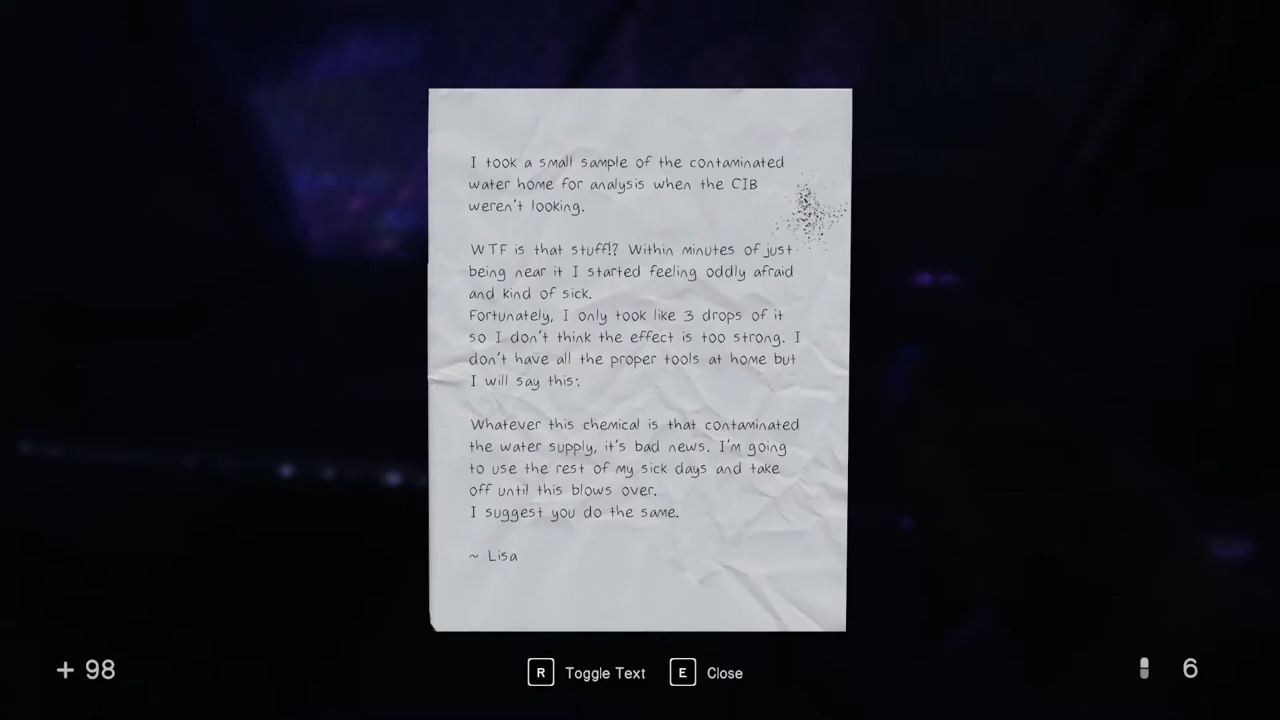 I took a small sample of the contaminated
water home for analysis when the CIB
weren't looking.
WTF is that stuff!? Within minutes of just
being near it I started feeling oddly afraid
and kind of sick.
Fortunately, I only took like 3 drops of it
so I don't think the effect is too strong. I
don't have all the proper tools at home but
I will say this:
Whatever this chemical is that contaminated
the water supply, it's bad news. I'm going
to use the rest of my sick days and take
off until this blows over.
I suggest you do the same.
~ Lisa
+ 98
R Toggle Text E Close
6